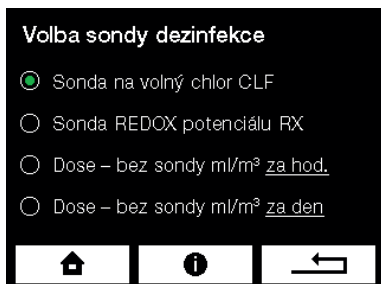 Volba sondy dezinfekce
Sonda na volný chlor CLF
Sonda REDOX potenciálu RX
Dose – bez sondy ml/m³ za hod.
Dose – bez sondy ml/m³ za den